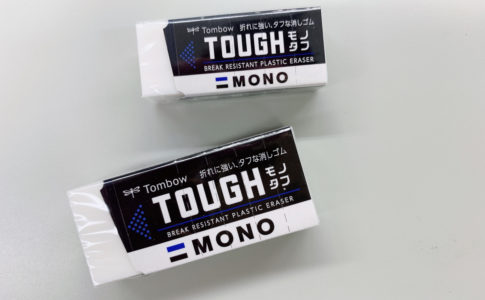 Tombow 折れに強い、タフな消しゴム
TOUGH モノタフ
BREAK RESISTANT PLASTIC ERASER
MONO
Tombow 折れに強い、タフな消しゴム
TOUGH モノタフ
BREAK RESISTANT PLASTIC ERASER
MONO